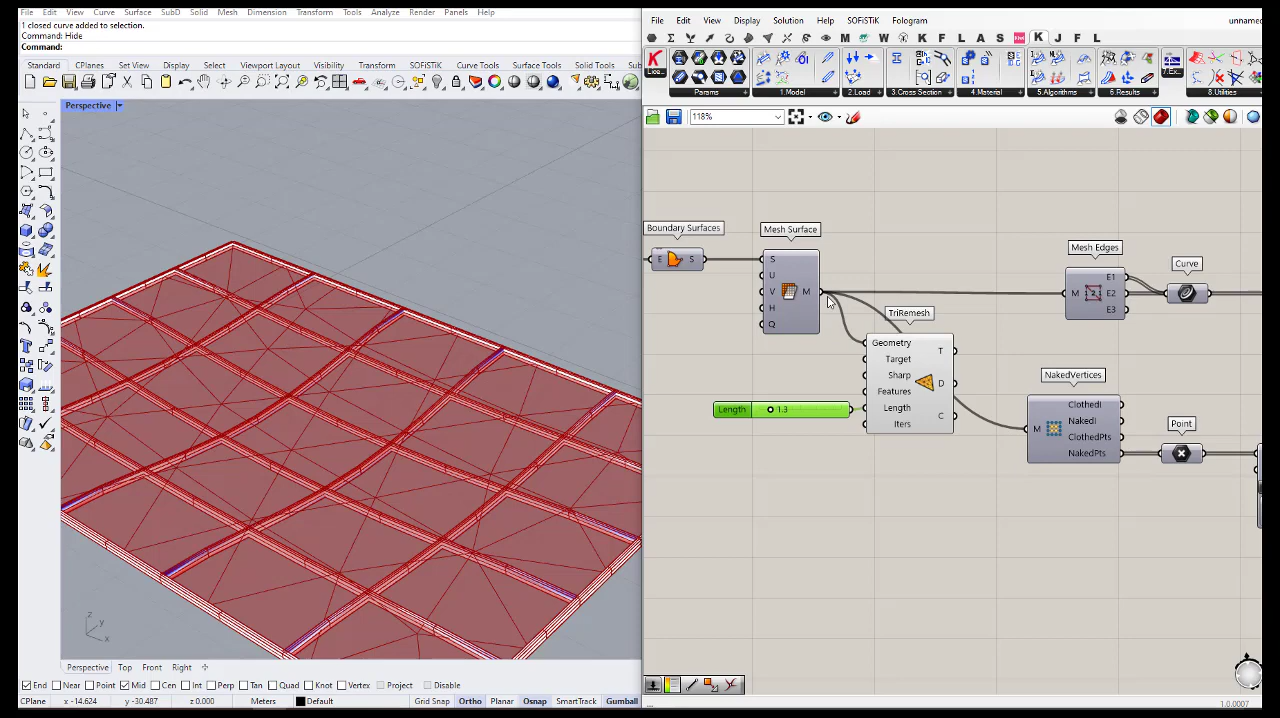 File Edit View Curve Surface SubD Solid Mesh Dimension Transform Tools Analyze Render Panels Help
1 closed curve added to selection.
Command: Hide
Command:
Standard CPlanes Set View Display Select Viewport Layout Visibility Transform SOFiSTiK Curve Tools Surface Tools Solid Tools
Perspective
z
y
x
Perspective Top Front Right
End Near Point Mid Cen Int Perp Tan Quad Knot Vertex Project Disable
CPlane x -14.624 y -30.487 z 0.000 Meters Default Grid Snap Ortho Planar Osnap SmartTrack Gumball
File Edit View Display Solution Help SOFiSTiK Fologram unnamed
M W K F L A S K J F L
Params 1.Model 2.Load 3.Cross Section 4.Material 5.Algorithms 6.Results 7.Ex.. 8.Utilities
118%
Boundary Surfaces
E S
Mesh Surface
S
U
V M
H
Q
TriRemesh
Geometry T
Target
Sharp D
Features
Length C
Iters
Length 1.3
Mesh Edges
M E1
E2
E3
Curve
NakedVertices
M ClothedI
NakedI
ClothedPts
NakedPts
Point
1.0.0007